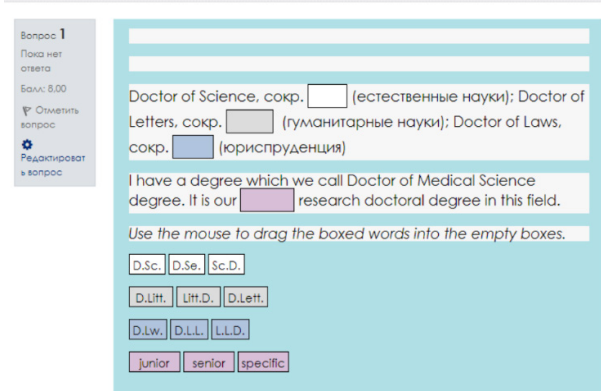 Вопрос 1
Пока нет
ответа
Балл: 8,00
Отметить
вопрос
Редактироват
ь вопрос
Doctor of Science, сокр. (естественные науки); Doctor of
Letters, сокр. (гуманитарные науки); Doctor of Laws,
сокр. (юриспруденция)
I have a degree which we call Doctor of Medical Science
degree. It is our research doctoral degree in this field.
Use the mouse to drag the boxed words into the empty boxes.
D.Sc. D.Se. Sc.D.
D.Litt. Litt.D. D.Lett.
D.Lw. D.L.L. L.L.D.
junior senior specific